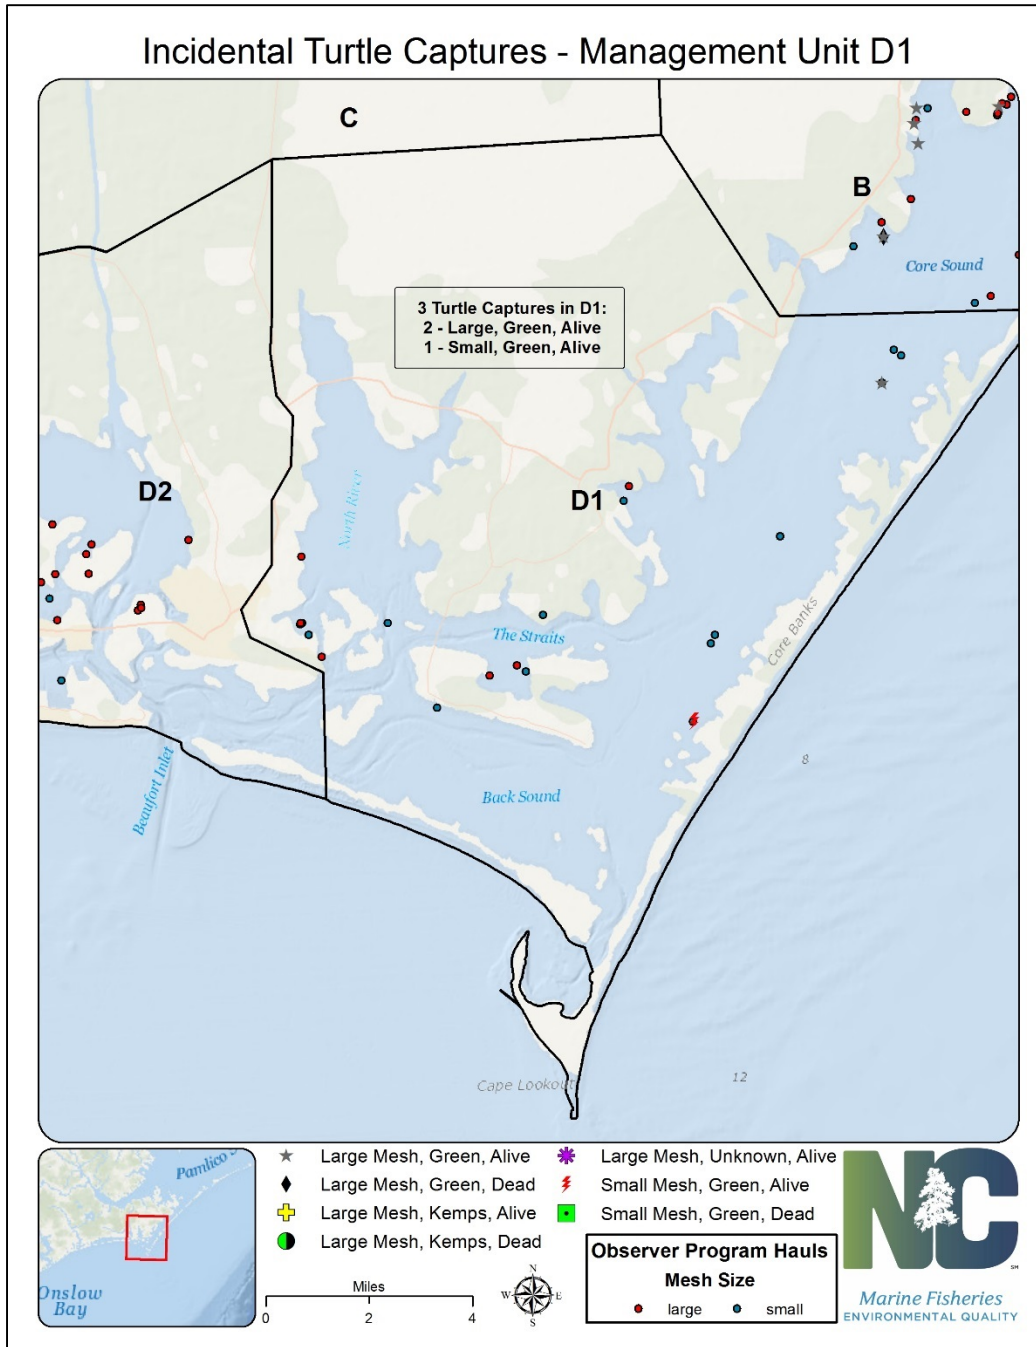 Incidental Turtle Captures - Management Unit D1
C
B
Core Sound
3 Turtle Captures in D1:
2 - Large, Green, Alive
1 - Small, Green, Alive
D2
North River
D1
The Straits
Core Banks
Beaufort Inlet
8
Back Sound
Cape Lookout
12
Pamlico S
Onslow
Bay
Large Mesh, Green, Alive
Large Mesh, Green, Dead
Large Mesh, Kemps, Alive
Large Mesh, Kemps, Dead
Large Mesh, Unknown, Alive
Small Mesh, Green, Alive
Small Mesh, Green, Dead
Miles
0 2 4
N
W E
S
Observer Program Hauls
Mesh Size
large small
NC
SM
Marine Fisheries
ENVIRONMENTAL QUALITY